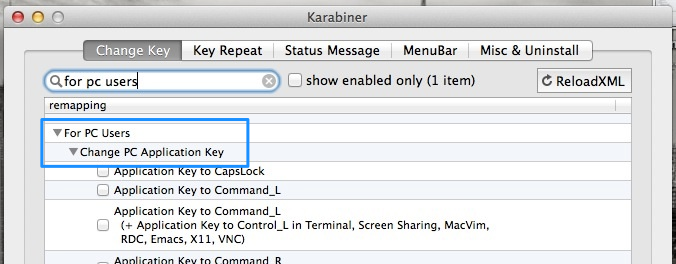 Karabiner
Change Key Key Repeat Status Message MenuBar Misc & Uninstall
for pc users show enabled only (1 item) ReloadXML
remapping
For PC Users
Change PC Application Key
Application Key to CapsLock
Application Key to Command_L
Application Key to Command_L
(+ Application Key to Control_L in Terminal, Screen Sharing, MacVim,
RDC, Emacs, X11, VNC)
Application Key to Command_R